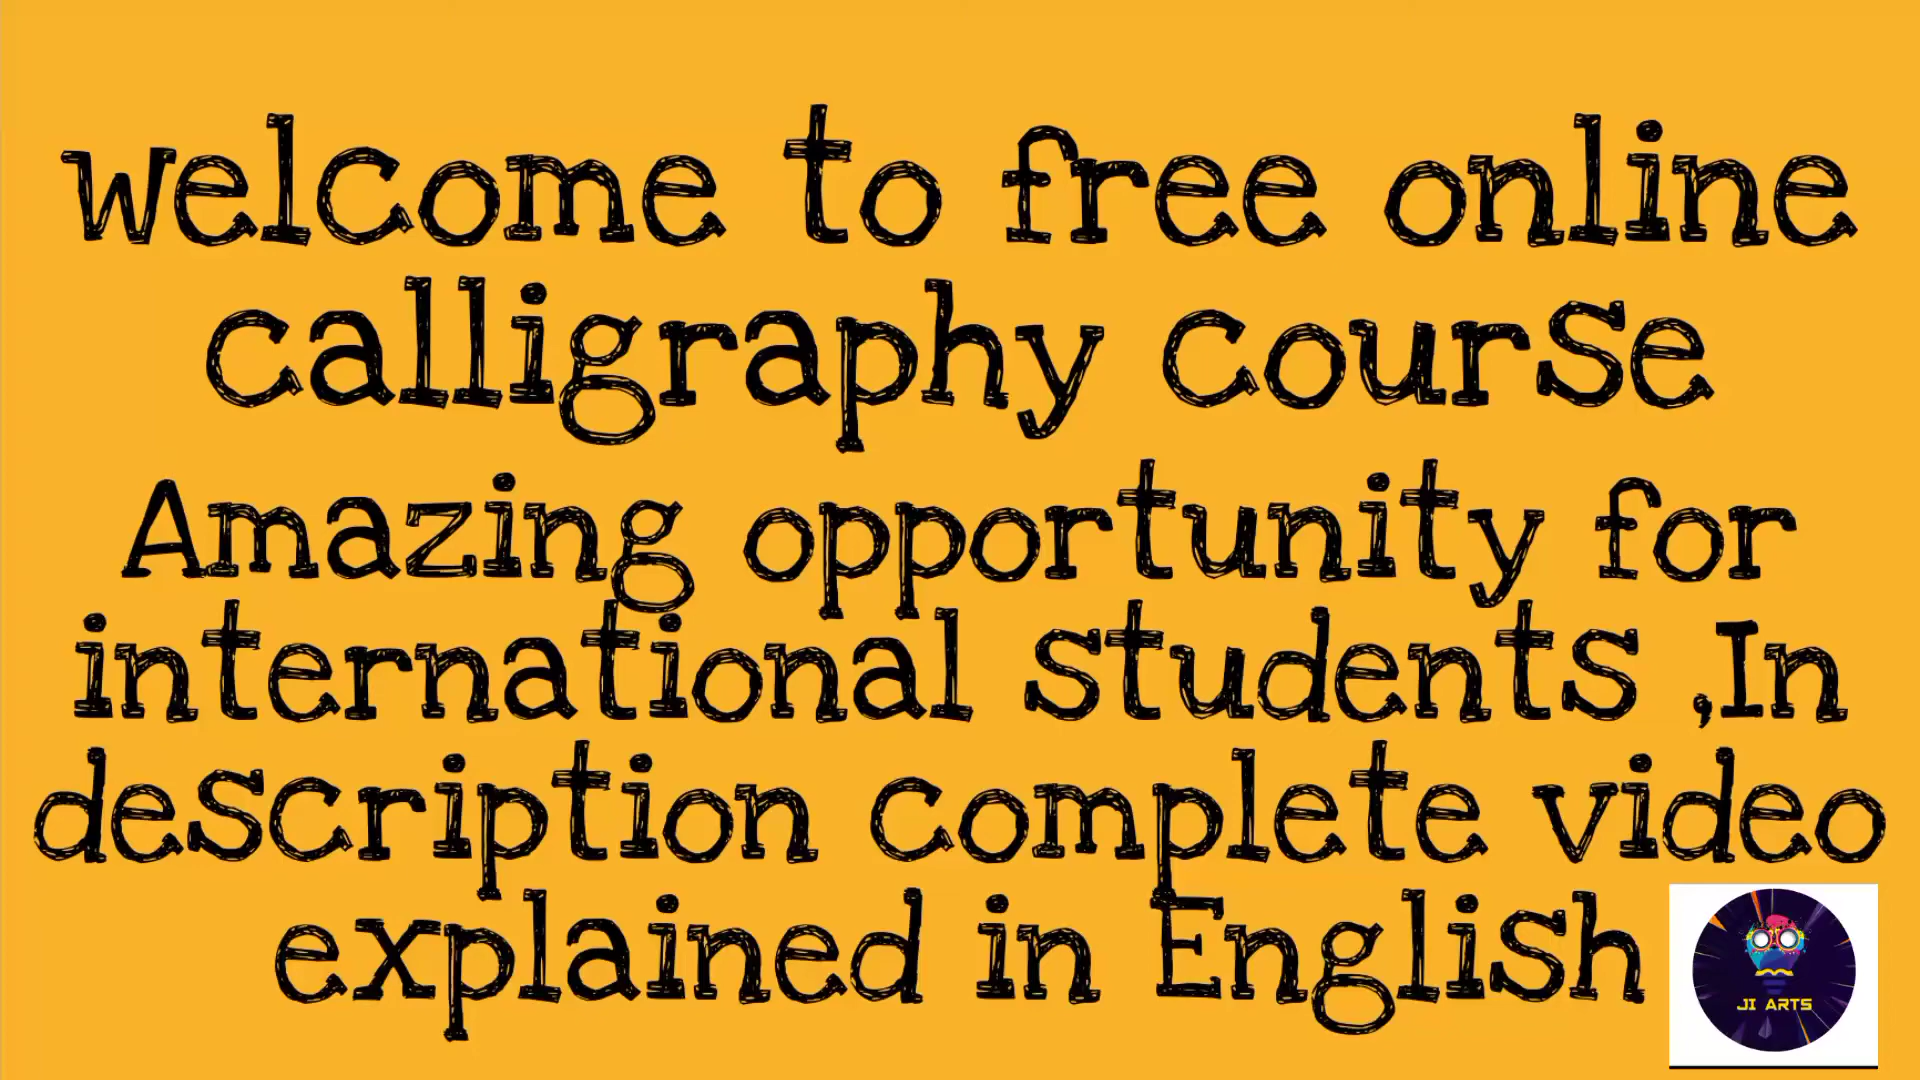 welcome to free online
calligraphy course
Amazing opportunity for
international students ,In
description complete video
explained in English
JI ARTS